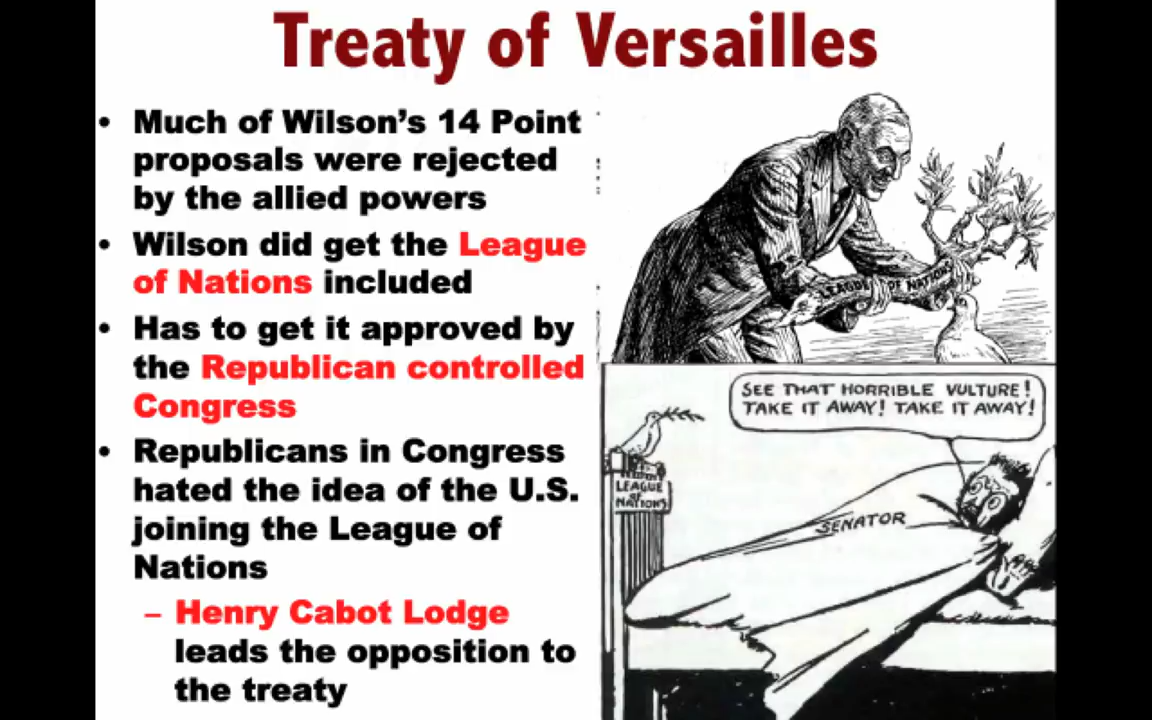 Treaty of Versailles
• Much of Wilson's 14 Point
proposals were rejected
by the allied powers
• Wilson did get the League
of Nations included
• Has to get it approved by
the Republican controlled
Congress
• Republicans in Congress
hated the idea of the U.S.
joining the League of
Nations
– Henry Cabot Lodge
leads the opposition to
the treaty
LEAGUE OF NATIONS
SEE THAT HORRIBLE VULTURE!
TAKE IT AWAY! TAKE IT AWAY!
LEAGUE
OF
NATIONS
SENATOR